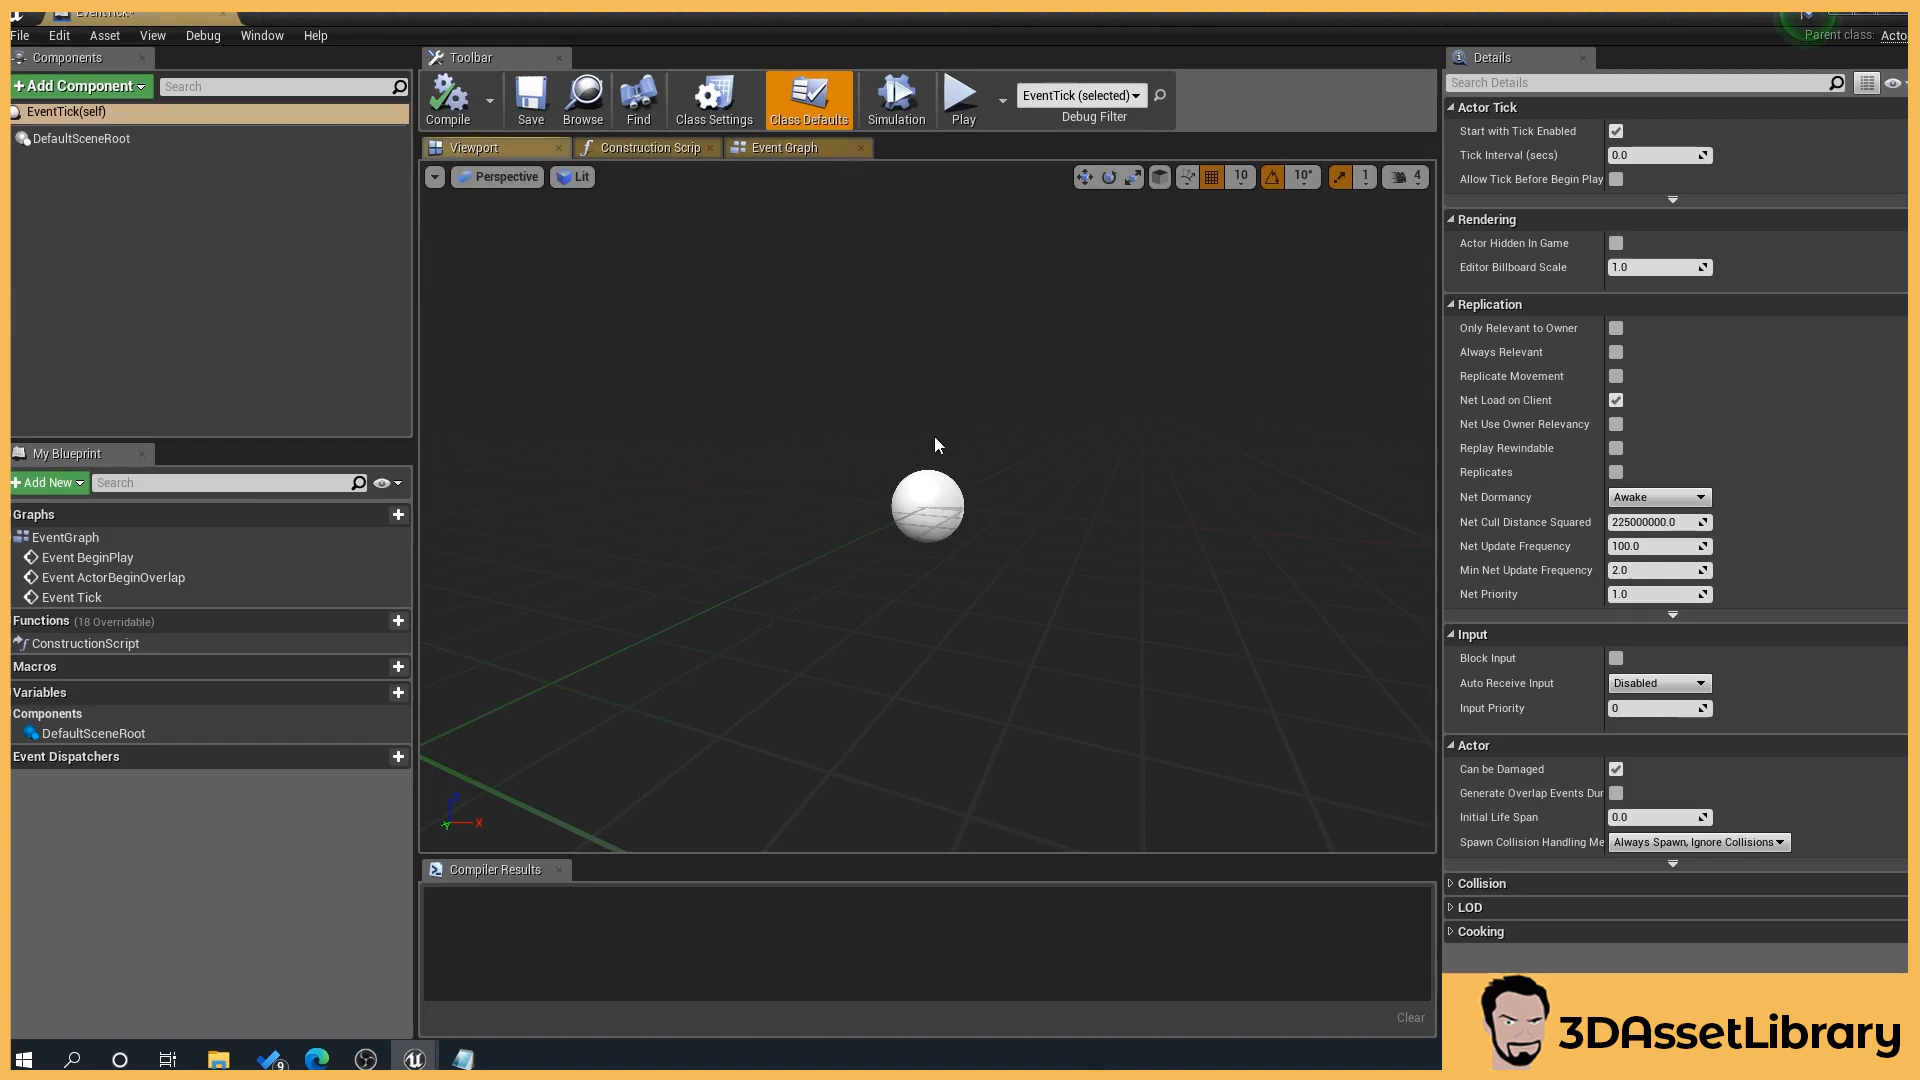 EventTick*
File Edit Asset View Debug Window Help
Parent class: Acto
Components
Add Component
Search
EventTick(self)
DefaultSceneRoot
My Blueprint
Add New
Search
Graphs
EventGraph
Event BeginPlay
Event ActorBeginOverlap
Event Tick
Functions (18 Overridable)
ConstructionScript
Macros
Variables
Components
DefaultSceneRoot
Event Dispatchers
Toolbar
Compile
Save
Browse
Find
Class Settings
Class Defaults
Simulation
Play
EventTick (selected)
Debug Filter
Viewport
Construction Scrip
Event Graph
Perspective
Lit
10
10°
1
4
Z
Y
X
Compiler Results
Clear
Details
Search Details
Actor Tick
Start with Tick Enabled
Tick Interval (secs) 0.0
Allow Tick Before Begin Play
Rendering
Actor Hidden In Game
Editor Billboard Scale 1.0
Replication
Only Relevant to Owner
Always Relevant
Replicate Movement
Net Load on Client
Net Use Owner Relevancy
Replay Rewindable
Replicates
Net Dormancy Awake
Net Cull Distance Squared 225000000.0
Net Update Frequency 100.0
Min Net Update Frequency 2.0
Net Priority 1.0
Input
Block Input
Auto Receive Input Disabled
Input Priority 0
Actor
Can be Damaged
Generate Overlap Events Dur
Initial Life Span 0.0
Spawn Collision Handling Me Always Spawn, Ignore Collisions
Collision
LOD
Cooking
9
3DAssetLibrary